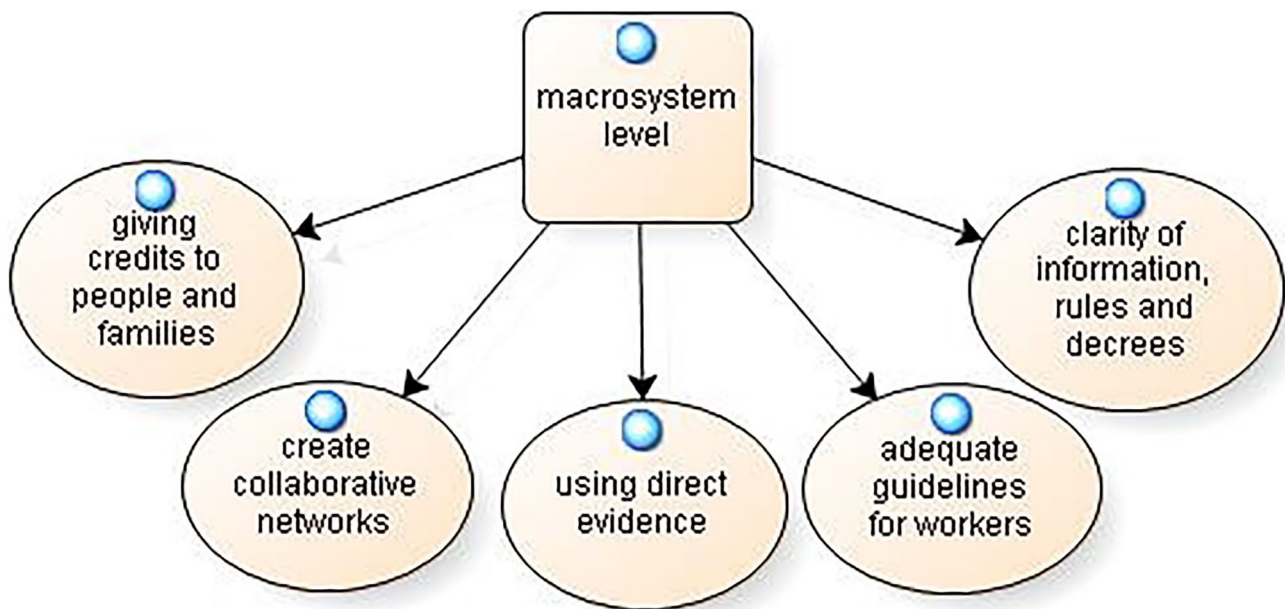 macrosystem
level
giving
credits to
people and
families
create
collaborative
networks
using direct
evidence
adequate
guidelines
for workers
clarity of
information,
rules and
decrees